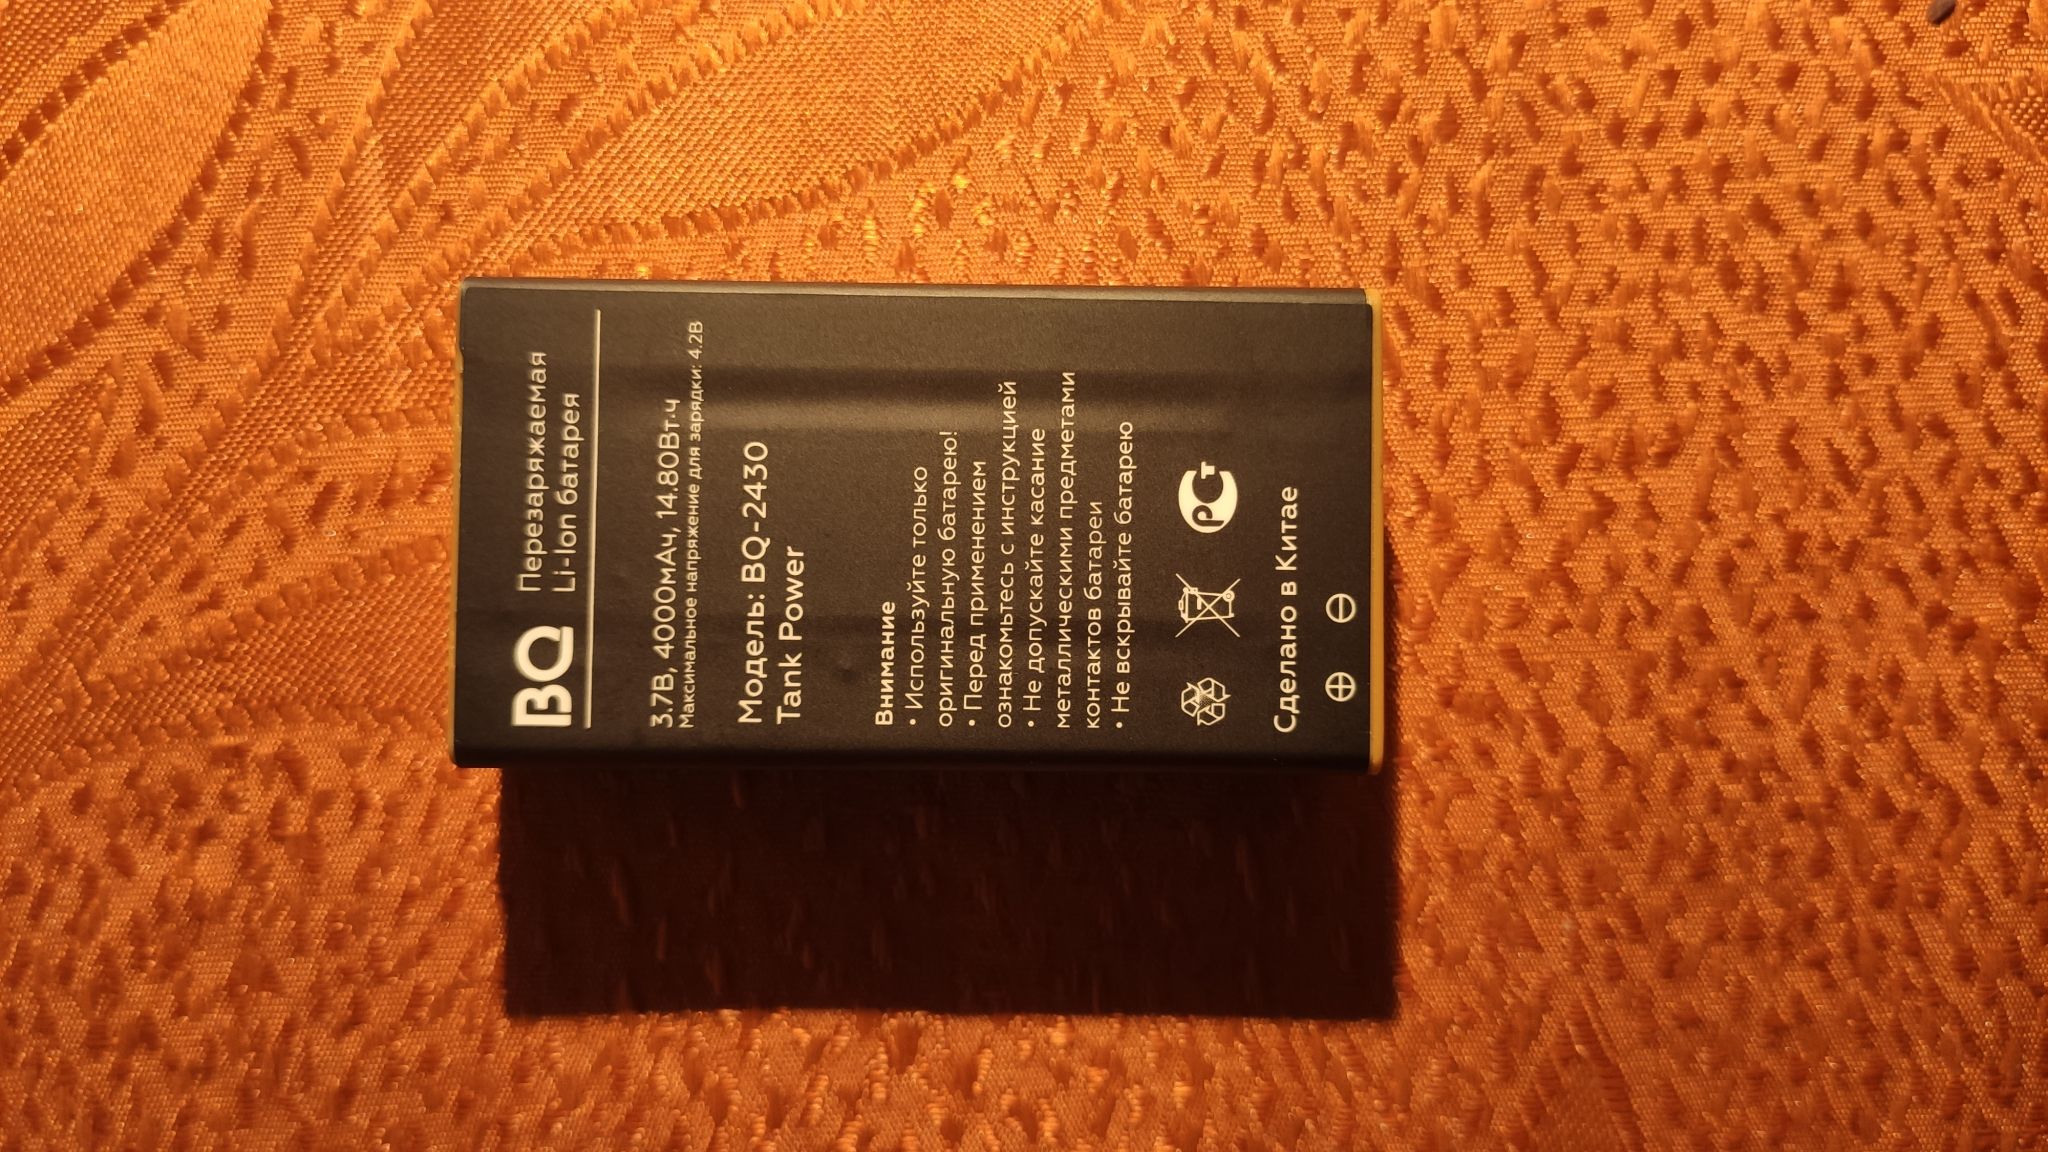 BQ
Перезаряжаемая
Li-Ion батарея
3.7В, 4000мАч, 14.80Вт·ч
Максимальное напряжение для зарядки: 4.2В
Модель: BQ-2430
Tank Power
Внимание
• Используйте только
оригинальную батарею!
• Перед применением
ознакомьтесь с инструкцией
• Не допускайте касание
металлическими предметами
контактов батареи
• Не вскрывайте батарею
РСт
Сделано в Китае
⊕ ⊖